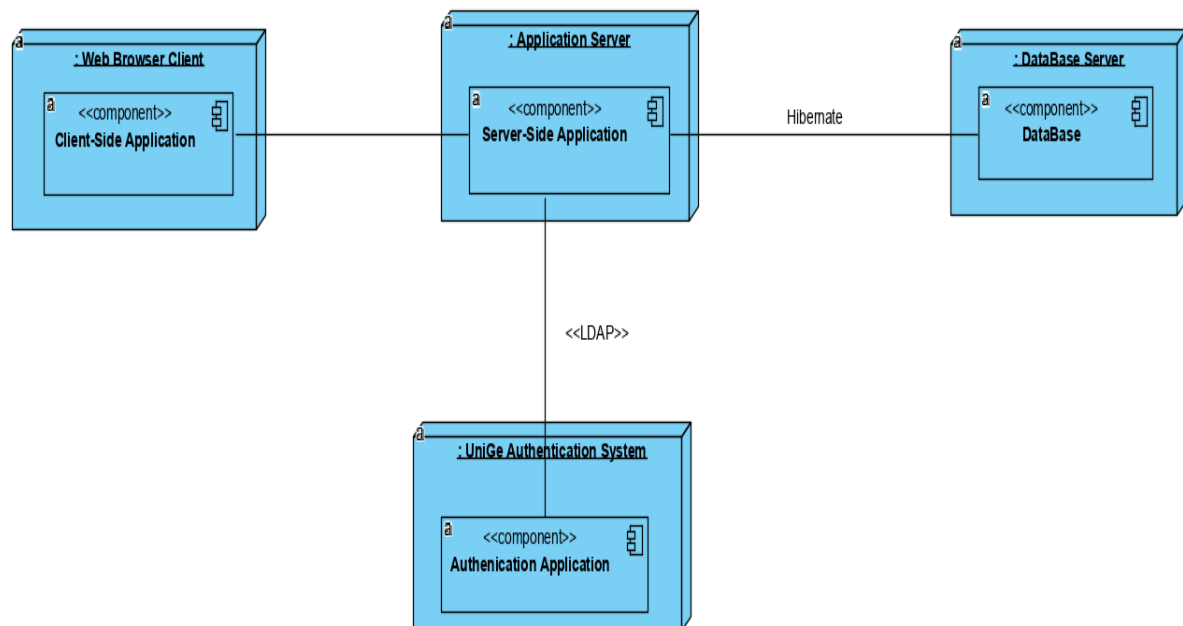 a
: Web Browser Client
a
<<component>>
Client-Side Application
a
: Application Server
a
<<component>>
Server-Side Application
Hibernate
a
: DataBase Server
a
<<component>>
DataBase
<<LDAP>>
a
: UniGe Authentication System
a
<<component>>
Authenication Application